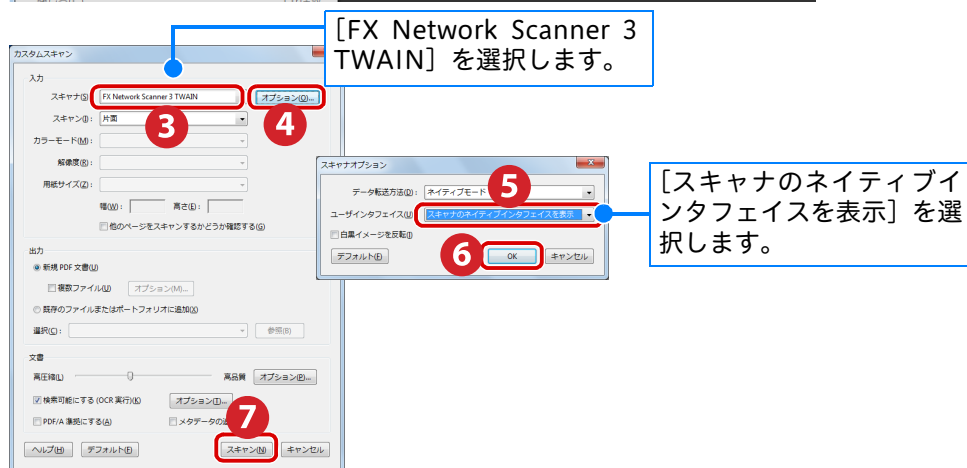 [FX Network Scanner 3
TWAIN］を選択します。
カスタムスキャン
入力
スキャナ(S)
FX Network Scanner 3 TWAIN
オプション(O)...
3
4
スキャン(I):
片面
カラーモード(M):
解像度(R):
用紙サイズ(Z):
幅(W):
高さ(E):
他のページをスキャンするかどうか確認する(G)
スキャナオプション
データ転送方法(D):
ネイティブモード
5
ユーザインタフェイス(U)
スキャナのネイティブインタフェイスを表示
白黒イメージを反転(I)
デフォルト(F)
6
OK
キャンセル
［スキャナのネイティブイ
ンタフェイスを表示］を選
択します。
出力
新規 PDF 文書(U)
複数ファイル(U)
オプション(M)...
既存のファイルまたはポートフォリオに追加(X)
選択(C):
参照(B)
文書
高圧縮(L)
高品質
オプション(P)...
検索可能にする (OCR 実行)(K)
オプション(T)...
7
PDF/A 準拠にする(A)
メタデータの
ヘルプ(H)
デフォルト(F)
スキャン(N)
キャンセル